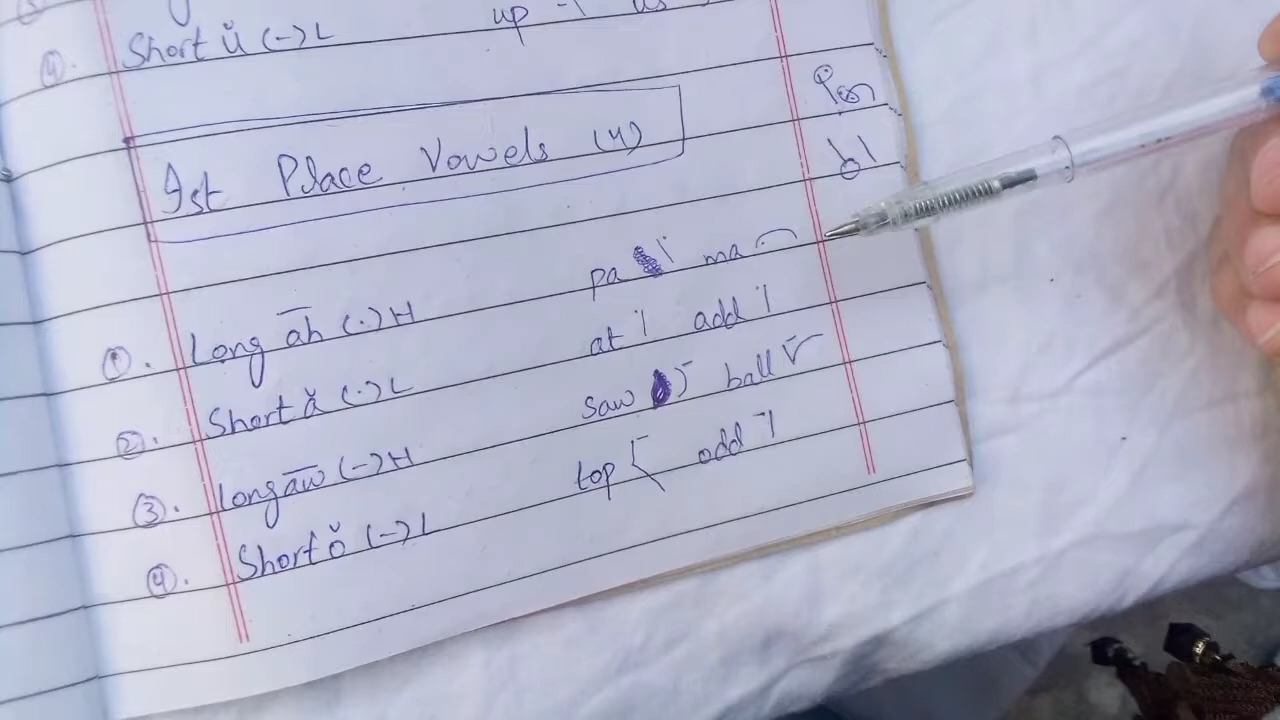 ④. Short ŭ (-) L up
1st Place Vowels (4)
①. Long āh (·) H pa ma
②. Short ă (·) L at add
③. Long āw (-) H saw ball
④. Short ŏ (-) L top odd